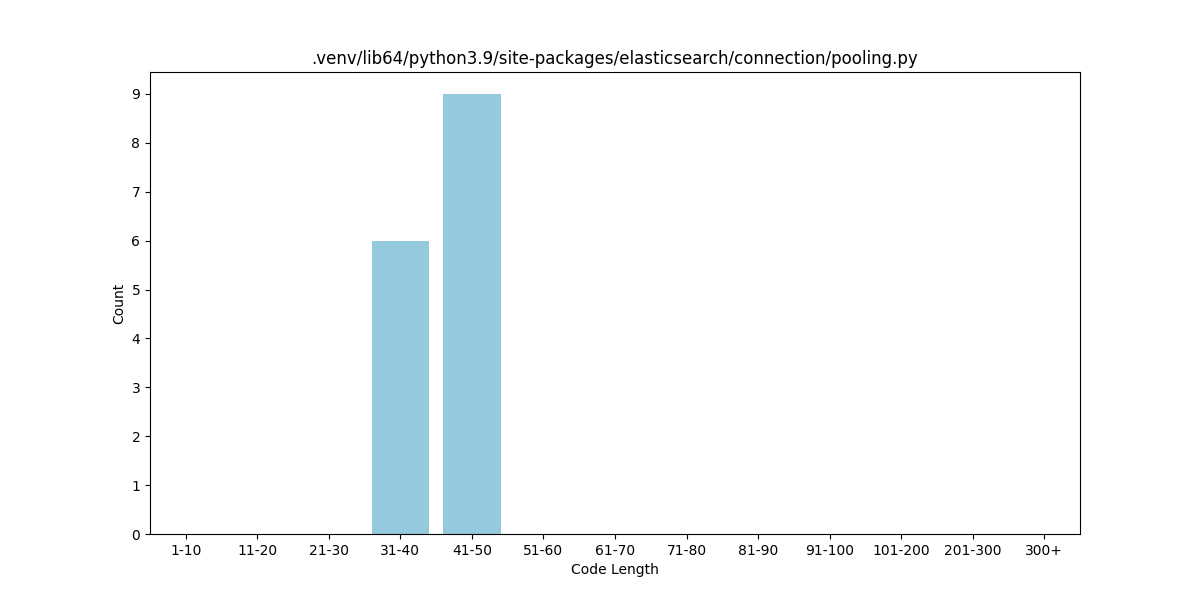 .venv/lib64/python3.9/site-packages/elasticsearch/connection/pooling.py
9
8
7
6
5
4
3
2
1
0
Count
1-10 11-20 21-30 31-40 41-50 51-60 61-70 71-80 81-90 91-100 101-200 201-300 300+
Code Length